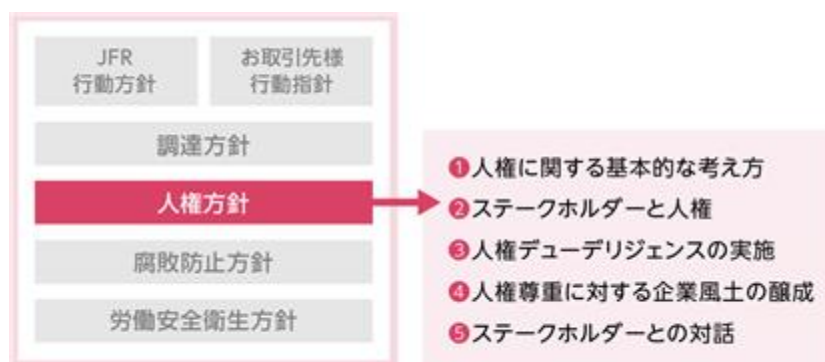 JFR
行動方針
お取引先様
行動指針
調達方針
人権方針
腐敗防止方針
労働安全衛生方針
❶人権に関する基本的な考え方
❷ステークホルダーと人権
❸人権デューデリジェンスの実施
❹人権尊重に対する企業風土の醸成
❺ステークホルダーとの対話